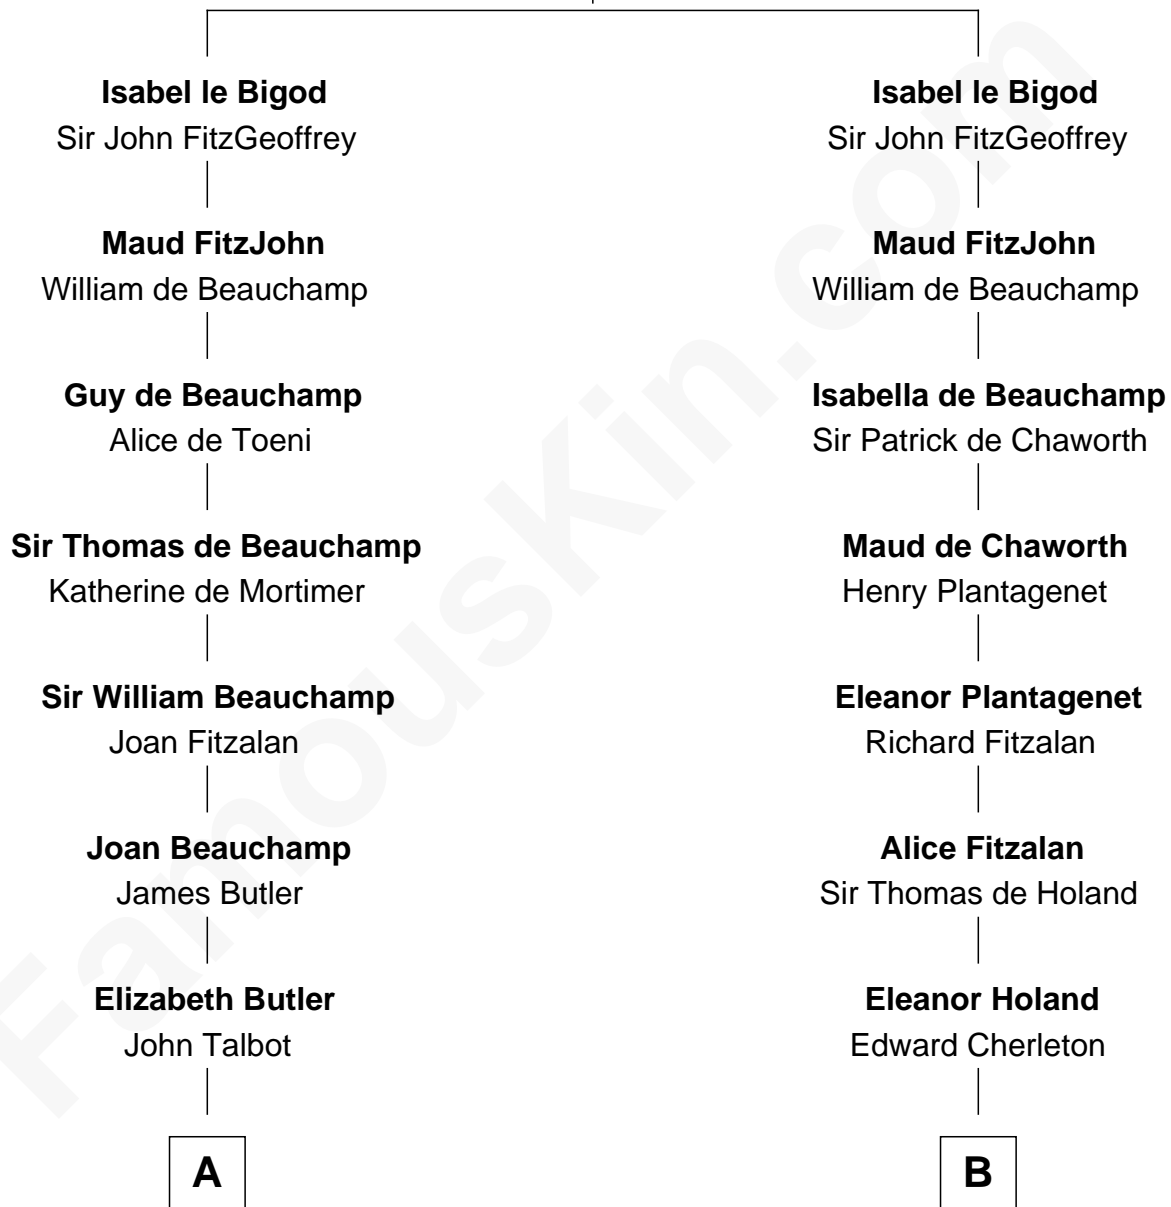 Isabel le Bigod
Sir John FitzGeoffrey
Maud FitzJohn
William de Beauchamp
Guy de Beauchamp
Alice de Toeni
Sir Thomas de Beauchamp
Katherine de Mortimer
Sir William Beauchamp
Joan Fitzalan
Joan Beauchamp
James Butler
Elizabeth Butler
John Talbot
A
Isabel le Bigod
Sir John FitzGeoffrey
Maud FitzJohn
William de Beauchamp
Isabella de Beauchamp
Sir Patrick de Chaworth
Maud de Chaworth
Henry Plantagenet
Eleanor Plantagenet
Richard Fitzalan
Alice Fitzalan
Sir Thomas de Holand
Eleanor Holand
Edward Cherleton
B
FamousKin.com